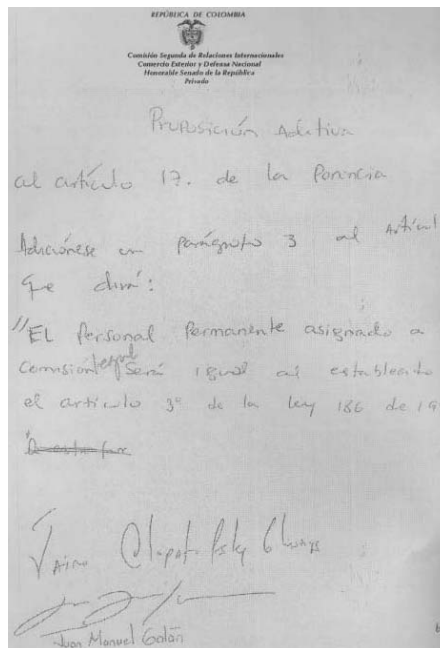 REPÚBLICA DE COLOMBIA
Comisión Segunda de Relaciones Internacionales
Comercio Exterior y Defensa Nacional
Honorable Senado de la República
Privado
Proposición Aditiva
al artículo 17. de la Ponencia
Adiciónese un parágrafo 3 al Artícul
que dirá:
"El Personal Permanente asignado a
Comisión legal Será igual al establecido
el artículo 3º de la ley 186 de 19
Juan Manuel Galán